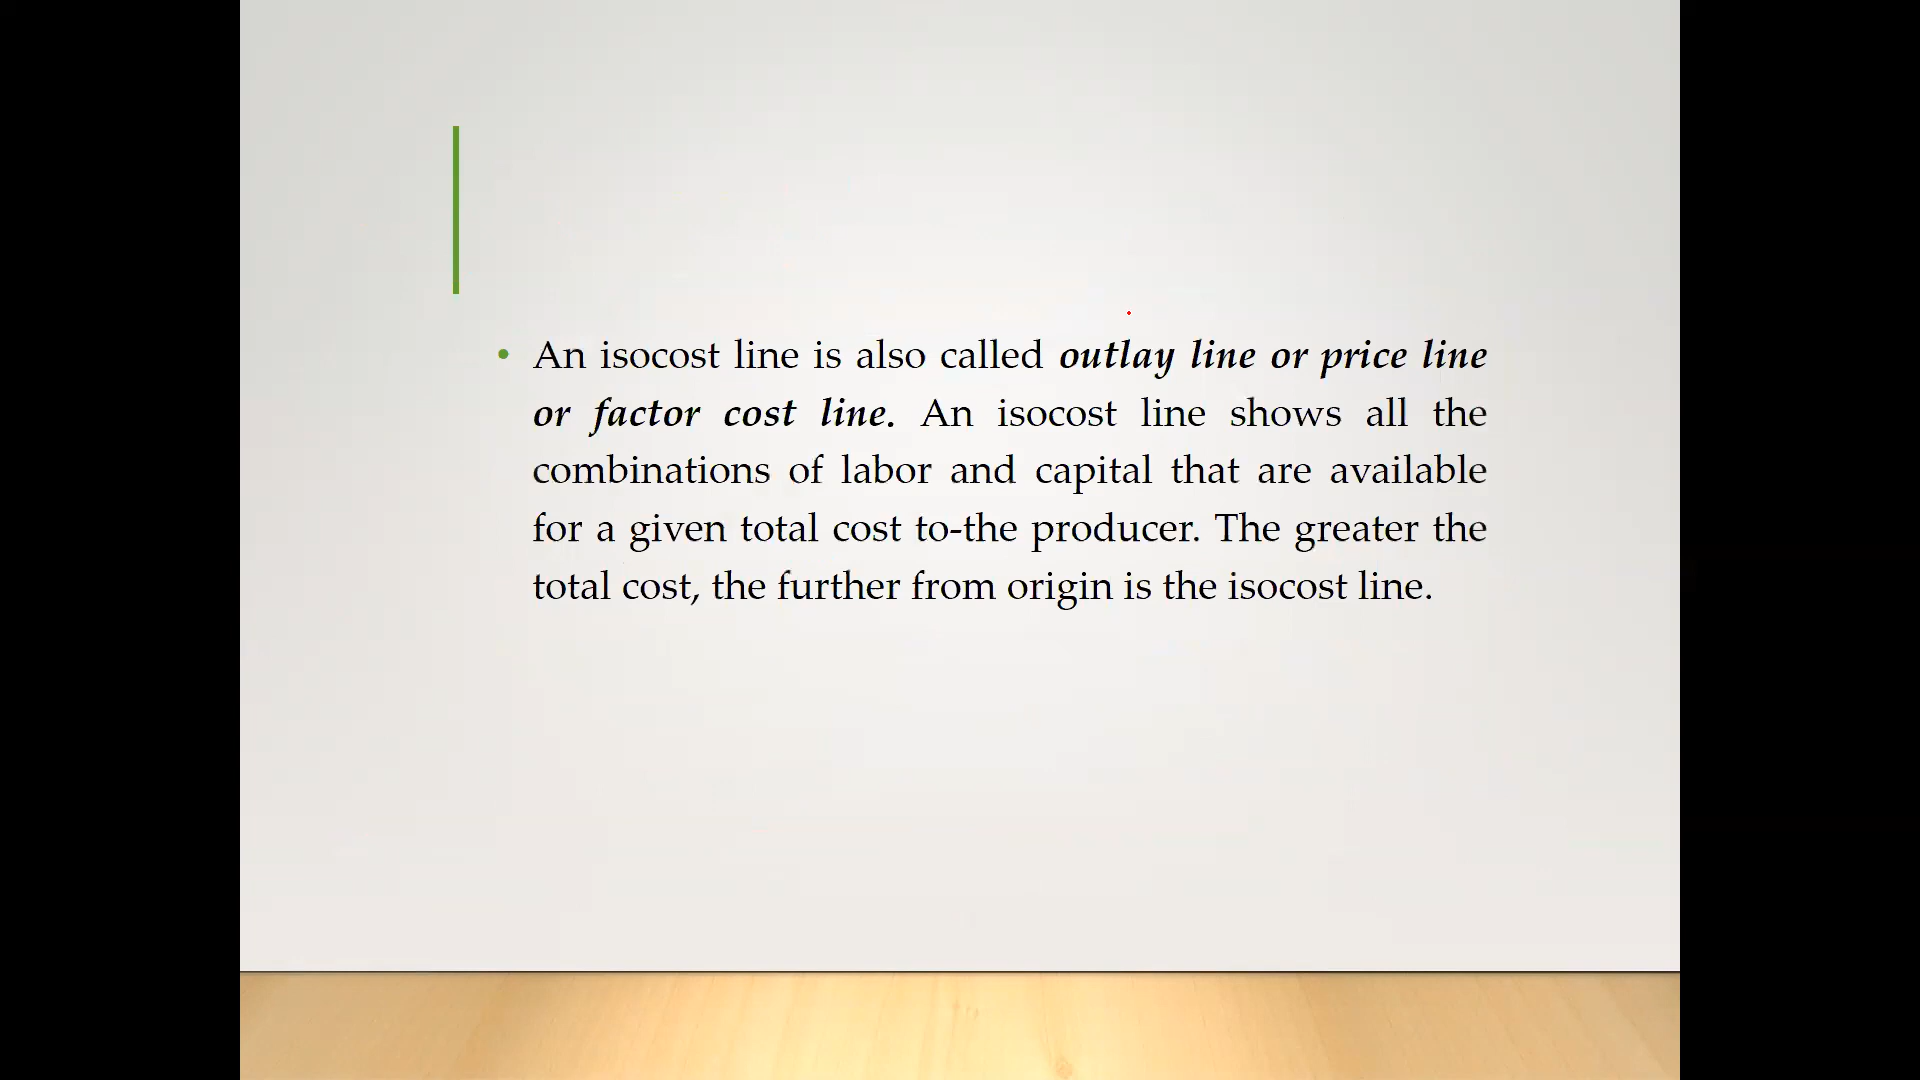 • An isocost line is also called outlay line or price line
or factor cost line. An isocost line shows all the
combinations of labor and capital that are available
for a given total cost to-the producer. The greater the
total cost, the further from origin is the isocost line.